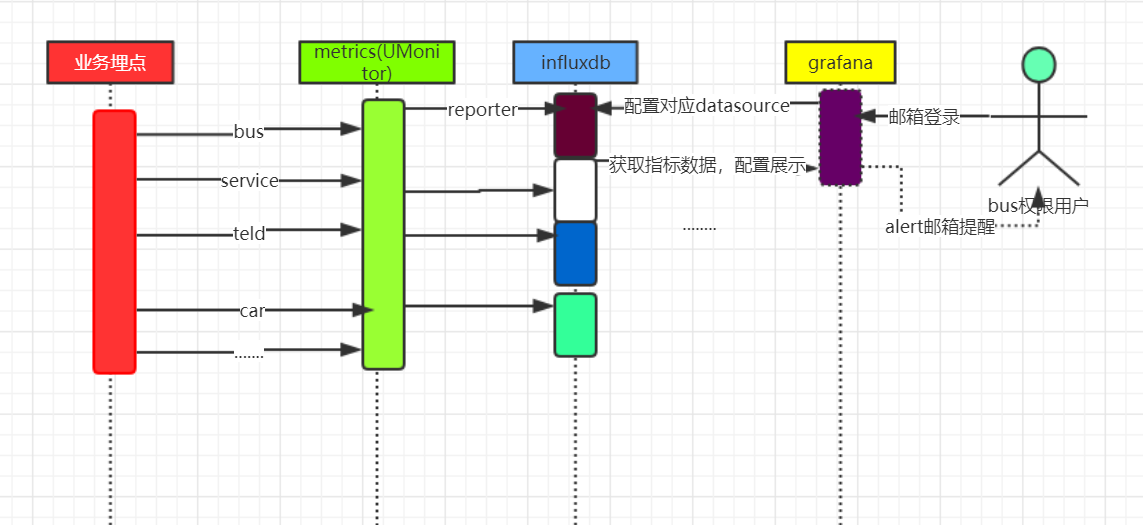 业务埋点
metrics(UMoni
tor)
influxdb
grafana
reporter
配置对应datasource
邮箱登录
bus
获取指标数据，配置展示
service
bus权限用户
teld
........
alert邮箱提醒
car
.......